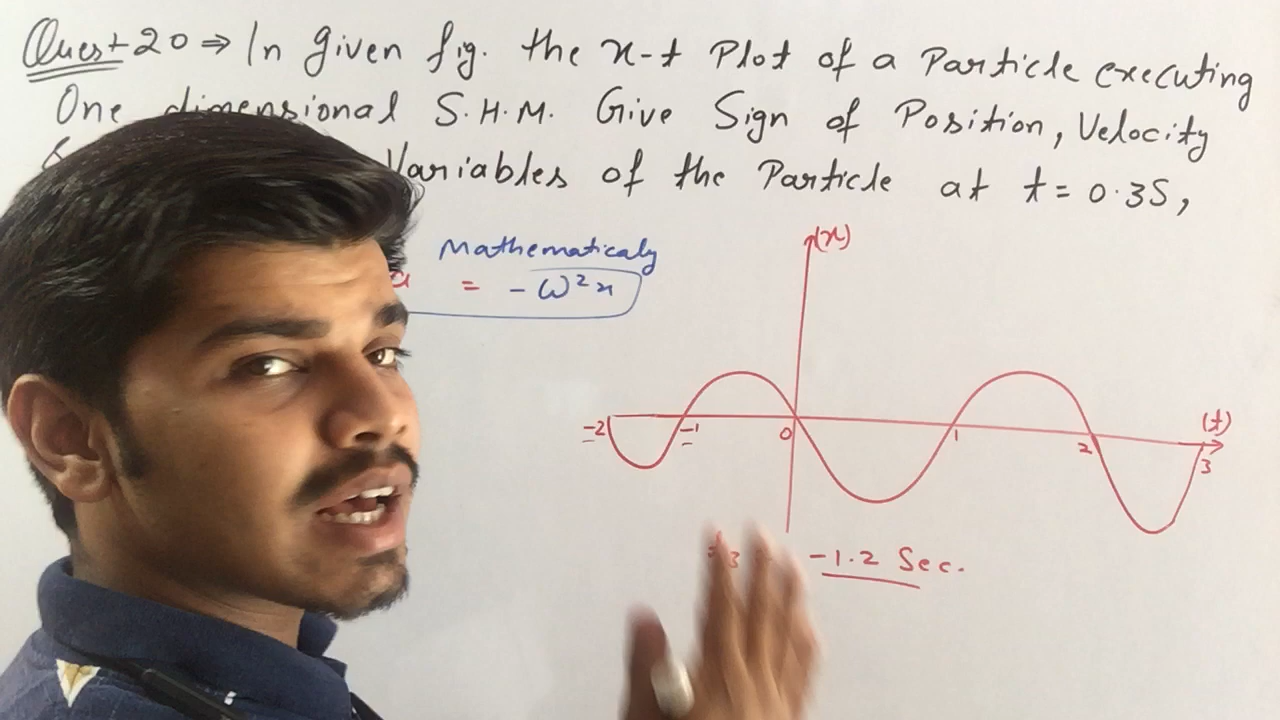 Quest 20 ⇒ In given fig. the x-t Plot of a Particle executing
One dimensional S.H.M. Give Sign of Position, Velocity
Variables of the Particle at t = 0.3S,
Mathematicaly
a = -ω²x
(x)
(t)
-2 -1 0 1 2 3
-1.2 Sec.